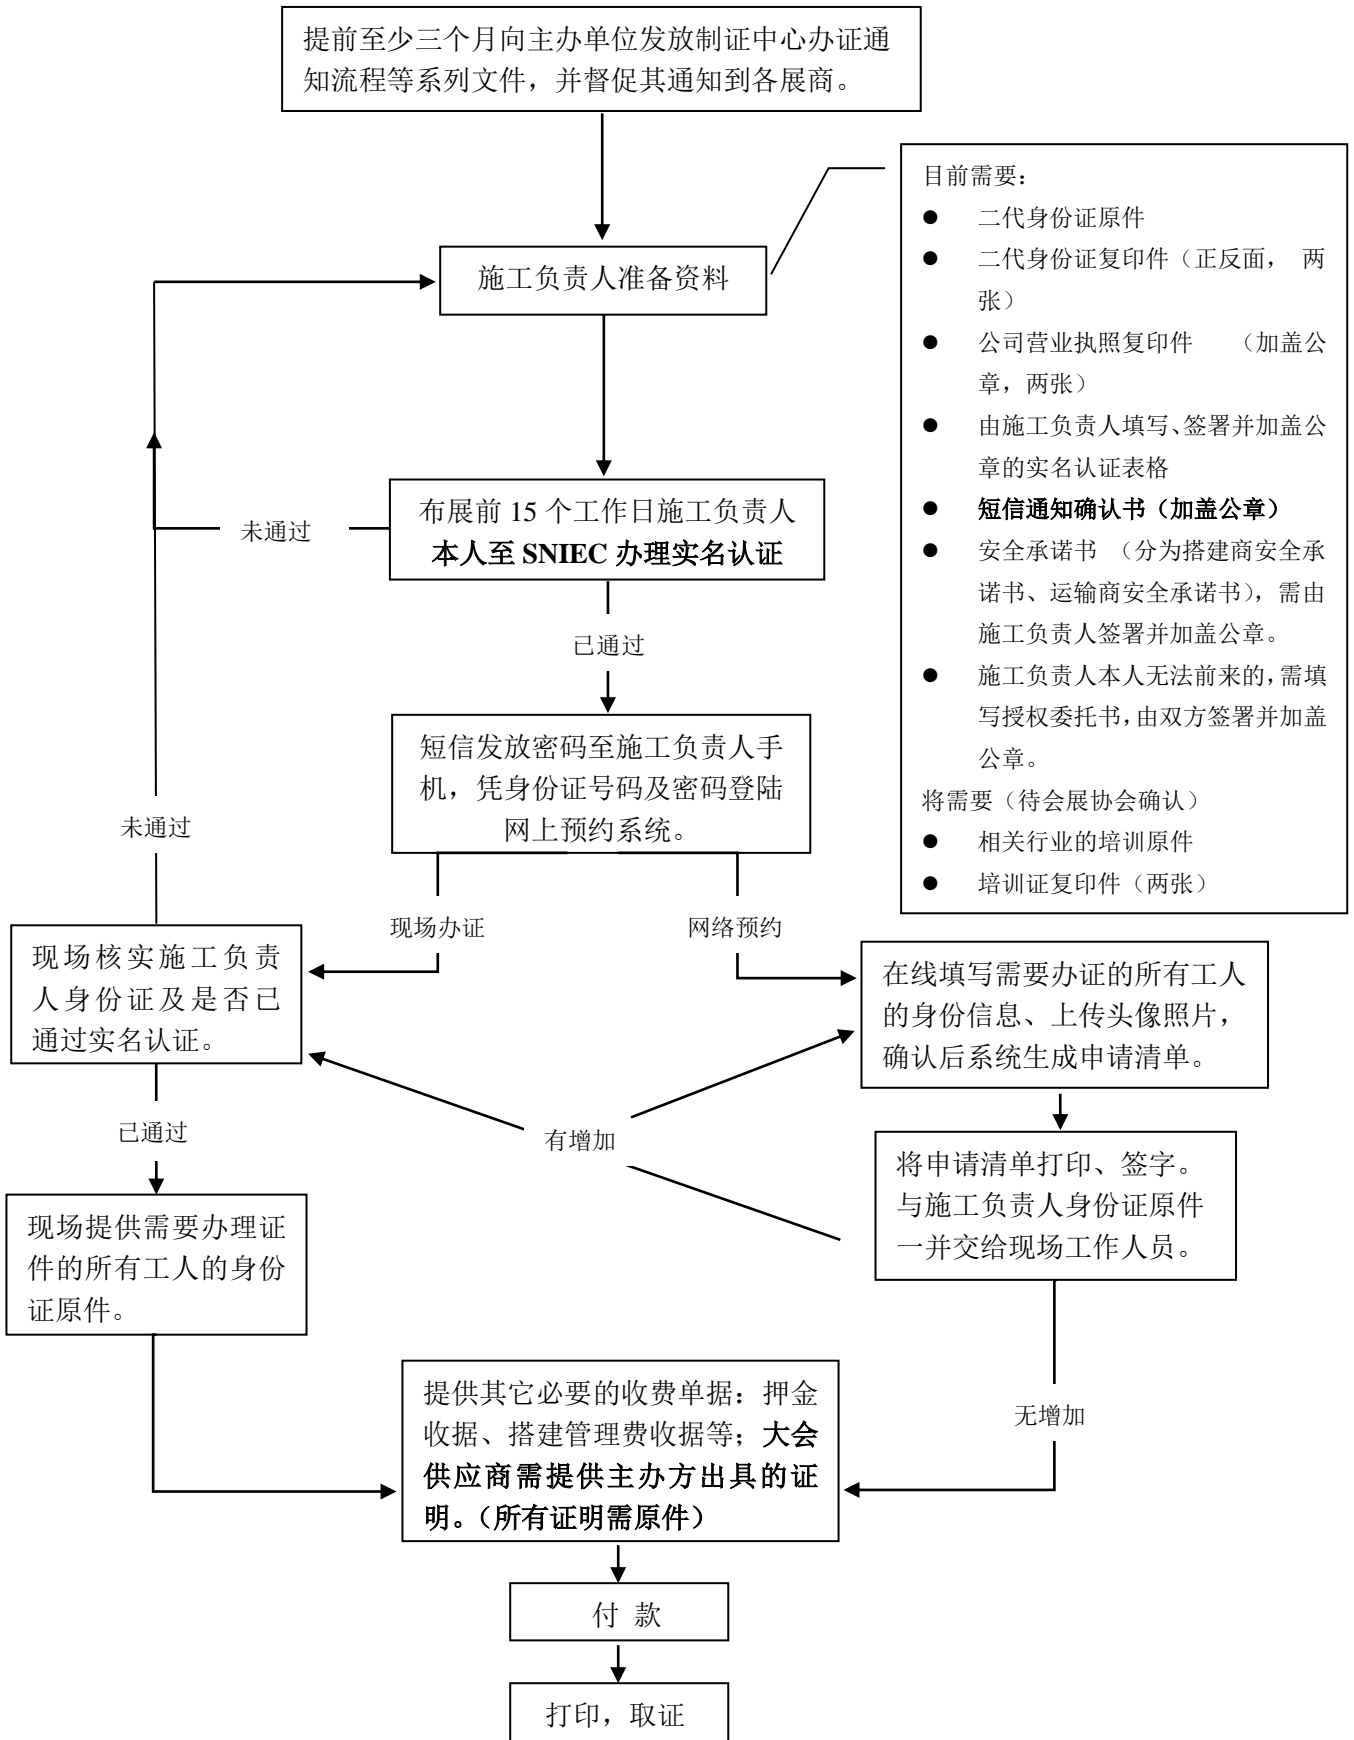 提前至少三个月向主办单位发放制证中心办证通
知流程等系列文件，并督促其通知到各展商。
目前需要：
● 二代身份证原件
● 二代身份证复印件（正反面， 两
张）
● 公司营业执照复印件 （加盖公
章，两张）
● 由施工负责人填写、签署并加盖公
章的实名认证表格
● 短信通知确认书（加盖公章）
● 安全承诺书 （分为搭建商安全承
诺书、运输商安全承诺书），需由
施工负责人签署并加盖公章。
● 施工负责人本人无法前来的，需填
写授权委托书，由双方签署并加盖
公章。
将需要（待会展协会确认）
● 相关行业的培训原件
● 培训证复印件（两张）
施工负责人准备资料
布展前 15 个工作日施工负责人
本人至 SNIEC 办理实名认证
未通过
已通过
短信发放密码至施工负责人手
机，凭身份证号码及密码登陆
网上预约系统。
未通过
现场办证
网络预约
现场核实施工负责
人身份证及是否已
通过实名认证。
在线填写需要办证的所有工人
的身份信息、上传头像照片，
确认后系统生成申请清单。
已通过
有增加
将申请清单打印、签字。
与施工负责人身份证原件
一并交给现场工作人员。
现场提供需要办理证
件的所有工人的身份
证原件。
无增加
提供其它必要的收费单据：押金
收据、搭建管理费收据等；大会
供应商需提供主办方出具的证
明。（所有证明需原件）
付 款
打印，取证